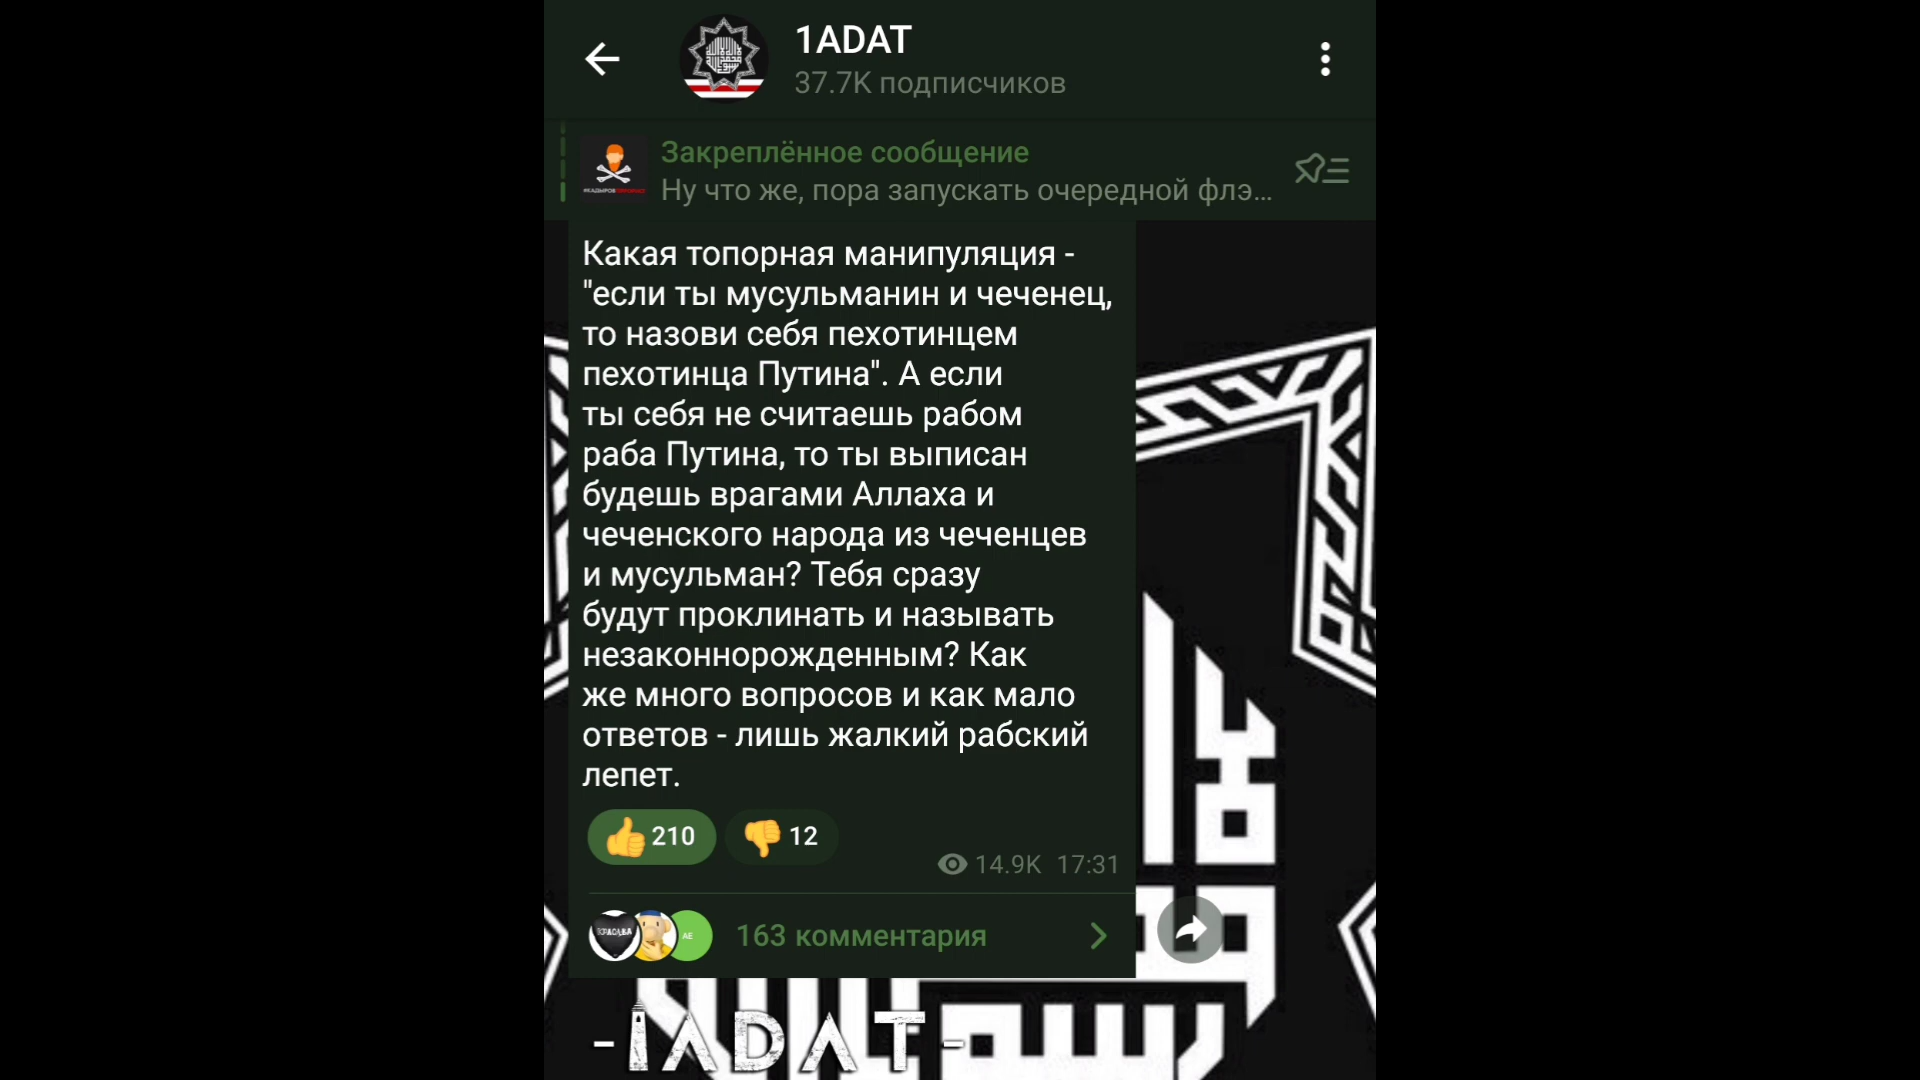 1ADAT
37.7K подписчиков
Закреплённое сообщение
Ну что же, пора запускать очередной флэ...
Какая топорная манипуляция -
"если ты мусульманин и чеченец,
то назови себя пехотинцем
пехотинца Путина". А если
ты себя не считаешь рабом
раба Путина, то ты выписан
будешь врагами Аллаха и
чеченского народа из чеченцев
и мусульман? Тебя сразу
будут проклинать и называть
незаконнорожденным? Как
же много вопросов и как мало
ответов - лишь жалкий рабский
лепет.
👍 210 👎 12
14.9K 17:31
AE
163 комментария
-1ADAT-